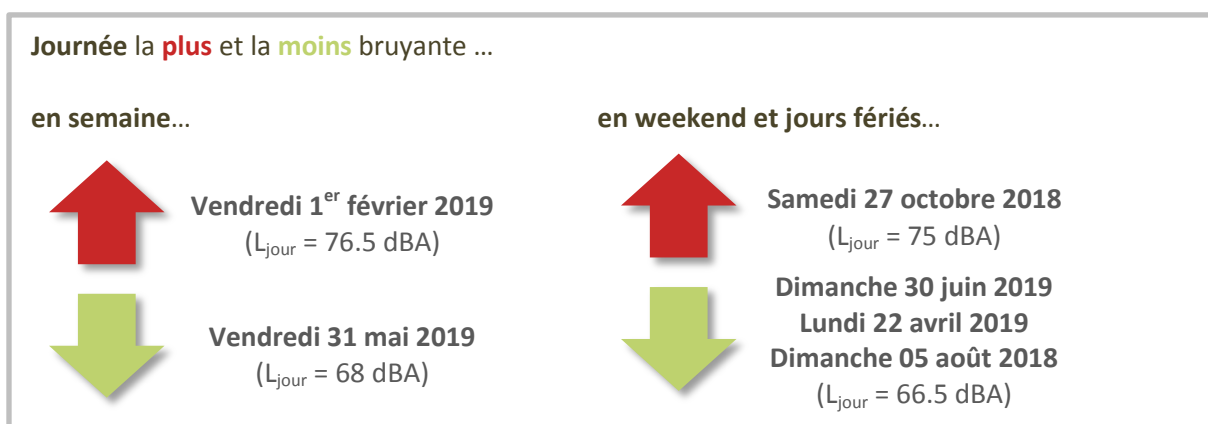 Journée la plus et la moins bruyante ...
en semaine...
Vendredi 1er février 2019
(Ljour = 76.5 dBA)
Vendredi 31 mai 2019
(Ljour = 68 dBA)
en weekend et jours fériés...
Samedi 27 octobre 2018
(Ljour = 75 dBA)
Dimanche 30 juin 2019
Lundi 22 avril 2019
Dimanche 05 août 2018
(Ljour = 66.5 dBA)